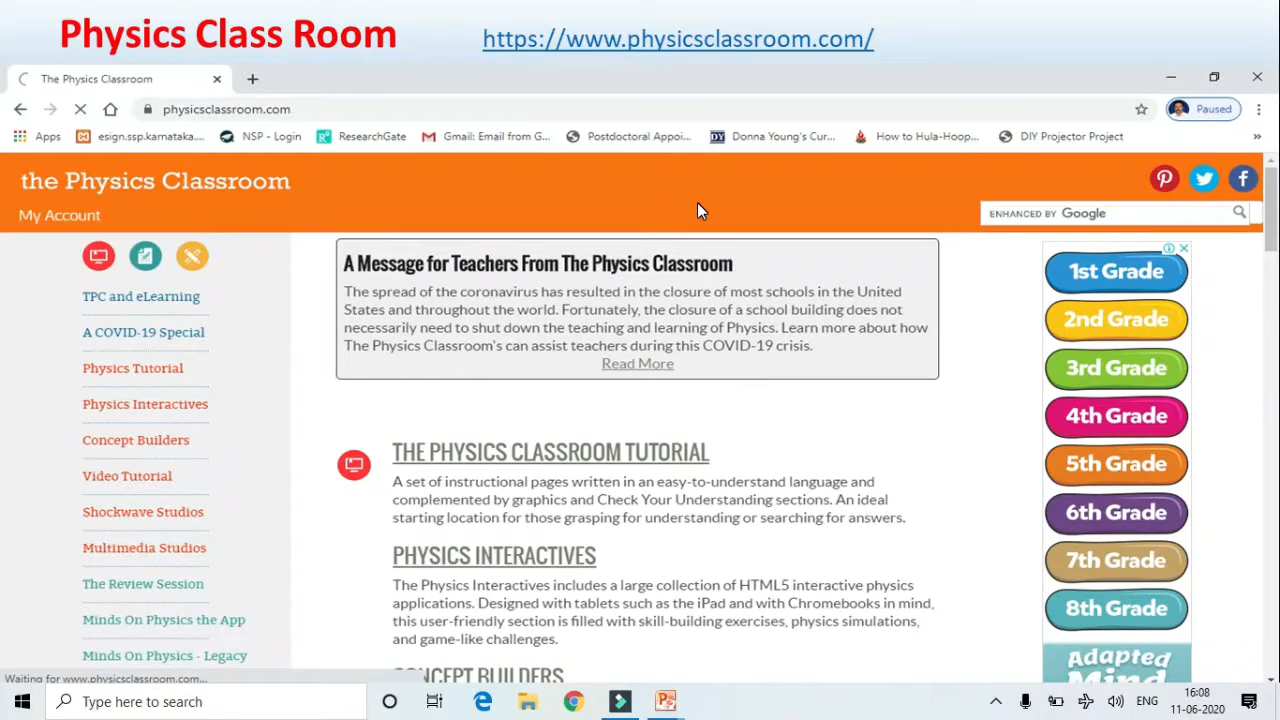 Physics Class Room
https://www.physicsclassroom.com/
The Physics Classroom
physicsclassroom.com
Paused
Apps
esign.ssp.karnataka....
NSP - Login
ResearchGate
Gmail: Email from G...
Postdoctoral Appoi...
DY
Donna Young's Cur...
How to Hula-Hoop...
DIY Projector Project
the Physics Classroom
My Account
ENHANCED BY Google
TPC and eLearning
A COVID-19 Special
Physics Tutorial
Physics Interactives
Concept Builders
Video Tutorial
Shockwave Studios
Multimedia Studios
The Review Session
Minds On Physics the App
Minds On Physics - Legacy
A Message for Teachers From The Physics Classroom
The spread of the coronavirus has resulted in the closure of most schools in the United
States and throughout the world. Fortunately, the closure of a school building does not
necessarily need to shut down the teaching and learning of Physics. Learn more about how
The Physics Classroom's can assist teachers during this COVID-19 crisis.
Read More
THE PHYSICS CLASSROOM TUTORIAL
A set of instructional pages written in an easy-to-understand language and
complemented by graphics and Check Your Understanding sections. An ideal
starting location for those grasping for understanding or searching for answers.
PHYSICS INTERACTIVES
The Physics Interactives includes a large collection of HTML5 interactive physics
applications. Designed with tablets such as the iPad and with Chromebooks in mind,
this user-friendly section is filled with skill-building exercises, physics simulations,
and game-like challenges.
CONCEPT BUILDERS
1st Grade
2nd Grade
3rd Grade
4th Grade
5th Grade
6th Grade
7th Grade
8th Grade
Adapted
Mind
Waiting for www.physicsclassroom.com...
Type here to search
ENG
16:08
11-06-2020